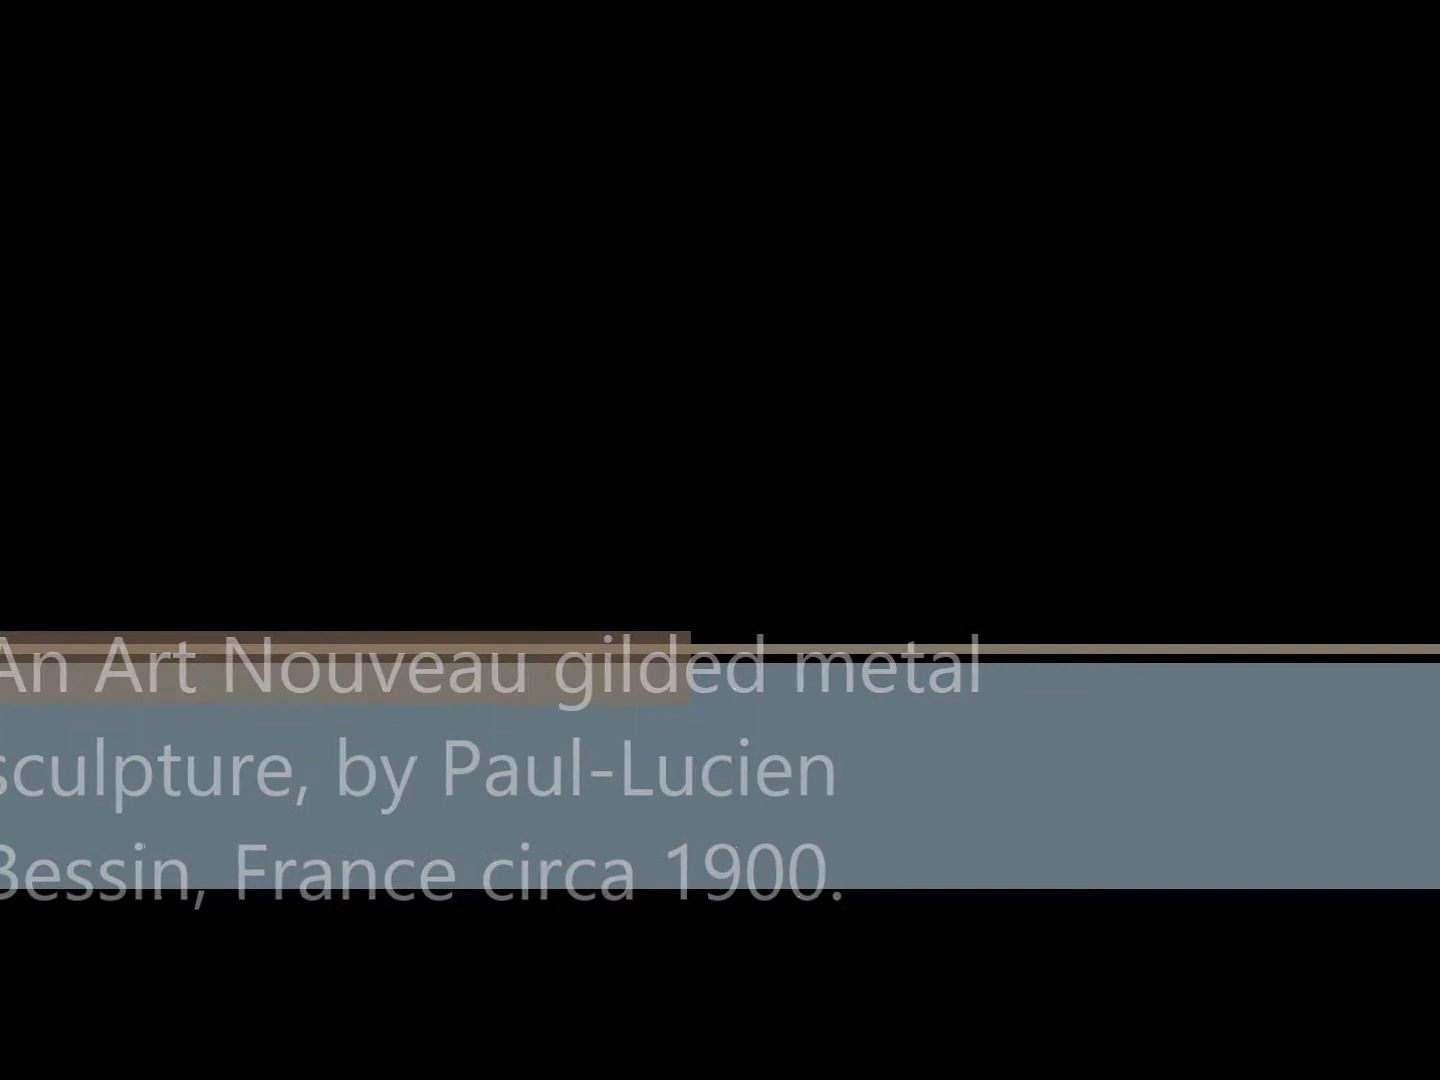 An Art Nouveau gilded metal
sculpture, by Paul-Lucien
Bessin, France circa 1900.